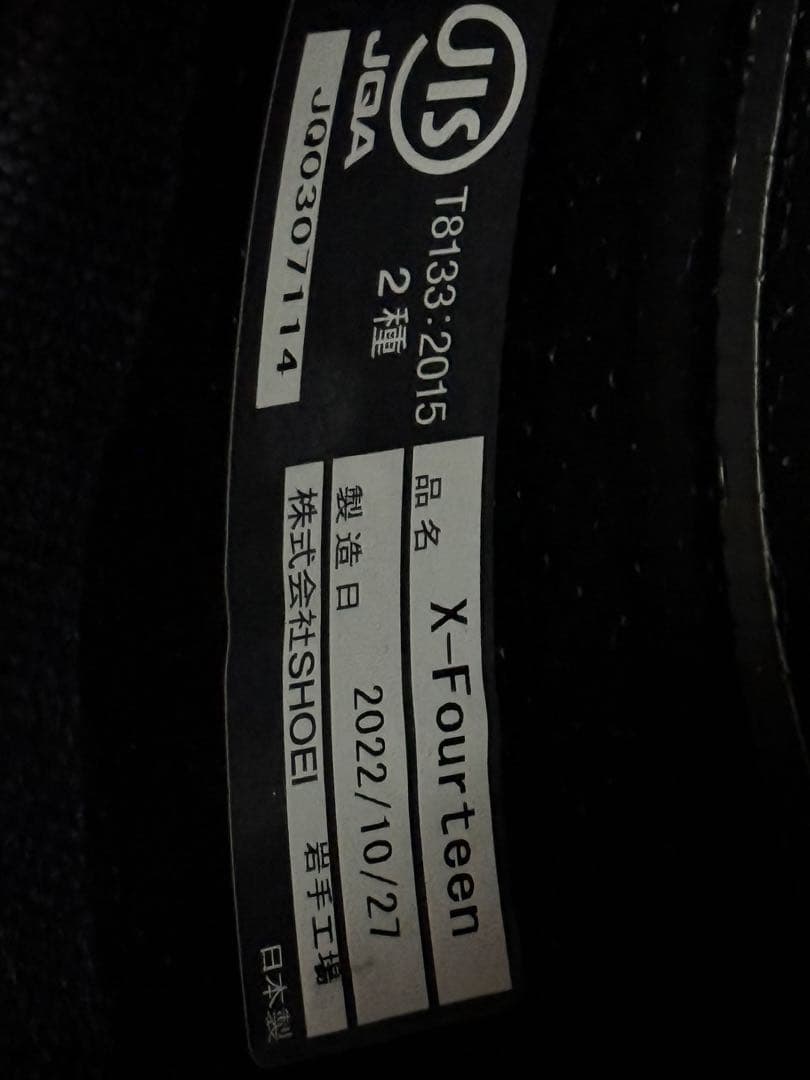 JIS
JQA
JQ0307114
T8133:2015
2種
品名 X-Fourteen
製造日 2022/10/27
株式会社SHOEI 岩手工場
日本製